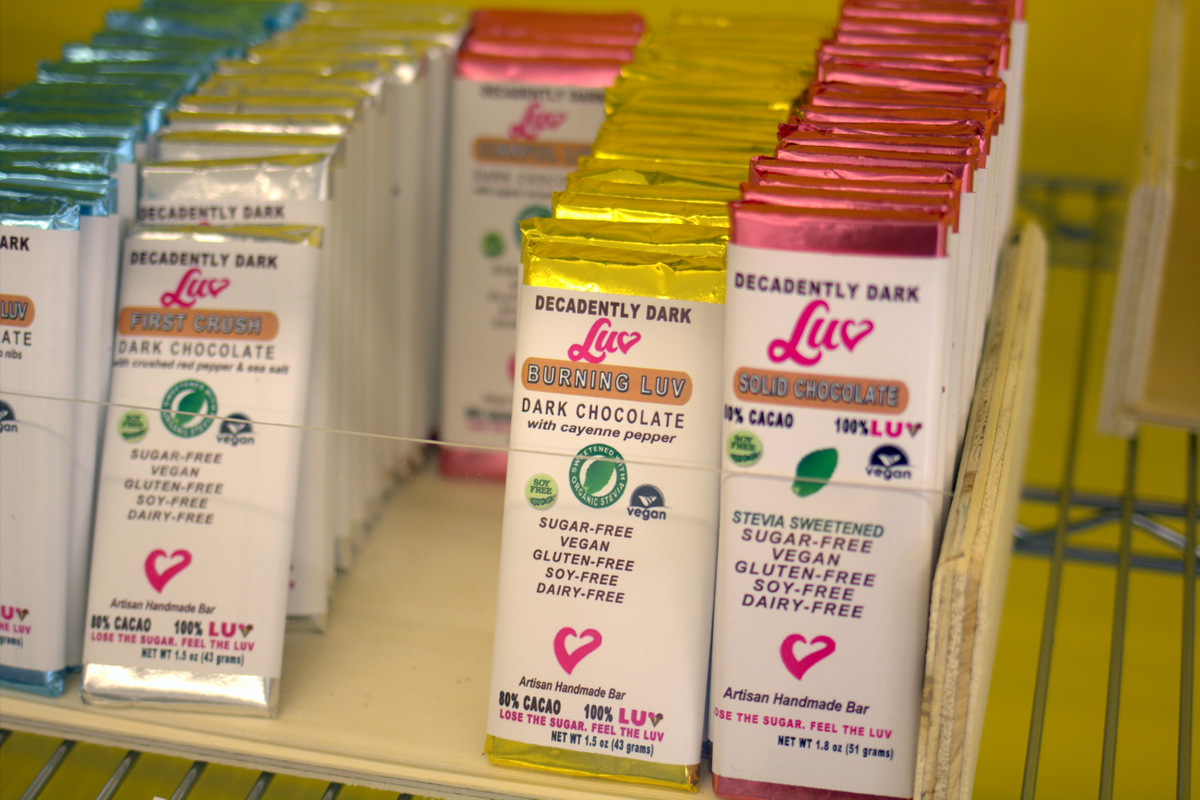 ARK
LUV
ATE
o nibs
DECADENTLY DARK
DECADENTLY DARK
Luv
FIRST CRUSH
DARK CHOCOLATE
with crushed red pepper & sea salt
vegan
SUGAR-FREE
VEGAN
GLUTEN-FREE
SOY-FREE
DAIRY-FREE
Artisan Handmade Bar
80% CACAO 100% LUV
LOSE THE SUGAR. FEEL THE LUV
NET WT 1.5 oz (43 grams)
DECADENTLY DARK
Luv
DECADENTLY DARK
Luv
BURNING LUV
DARK CHOCOLATE
with cayenne pepper
SWEETENED WITH
ORGANIC STEVIA
SOY
FREE
vegan
SUGAR-FREE
VEGAN
GLUTEN-FREE
SOY-FREE
DAIRY-FREE
Artisan Handmade Bar
80% CACAO 100% LUV
LOSE THE SUGAR. FEEL THE LUV
NET WT 1.5 oz (43 grams)
DECADENTLY DARK
Luv
SOLID CHOCOLATE
0% CACAO 100% LUV
SOY
FREE
vegan
STEVIA SWEETENED
SUGAR-FREE
VEGAN
GLUTEN-FREE
SOY-FREE
DAIRY-FREE
Artisan Handmade Bar
OSE THE SUGAR. FEEL THE LUV
NET WT 1.8 oz (51 grams)